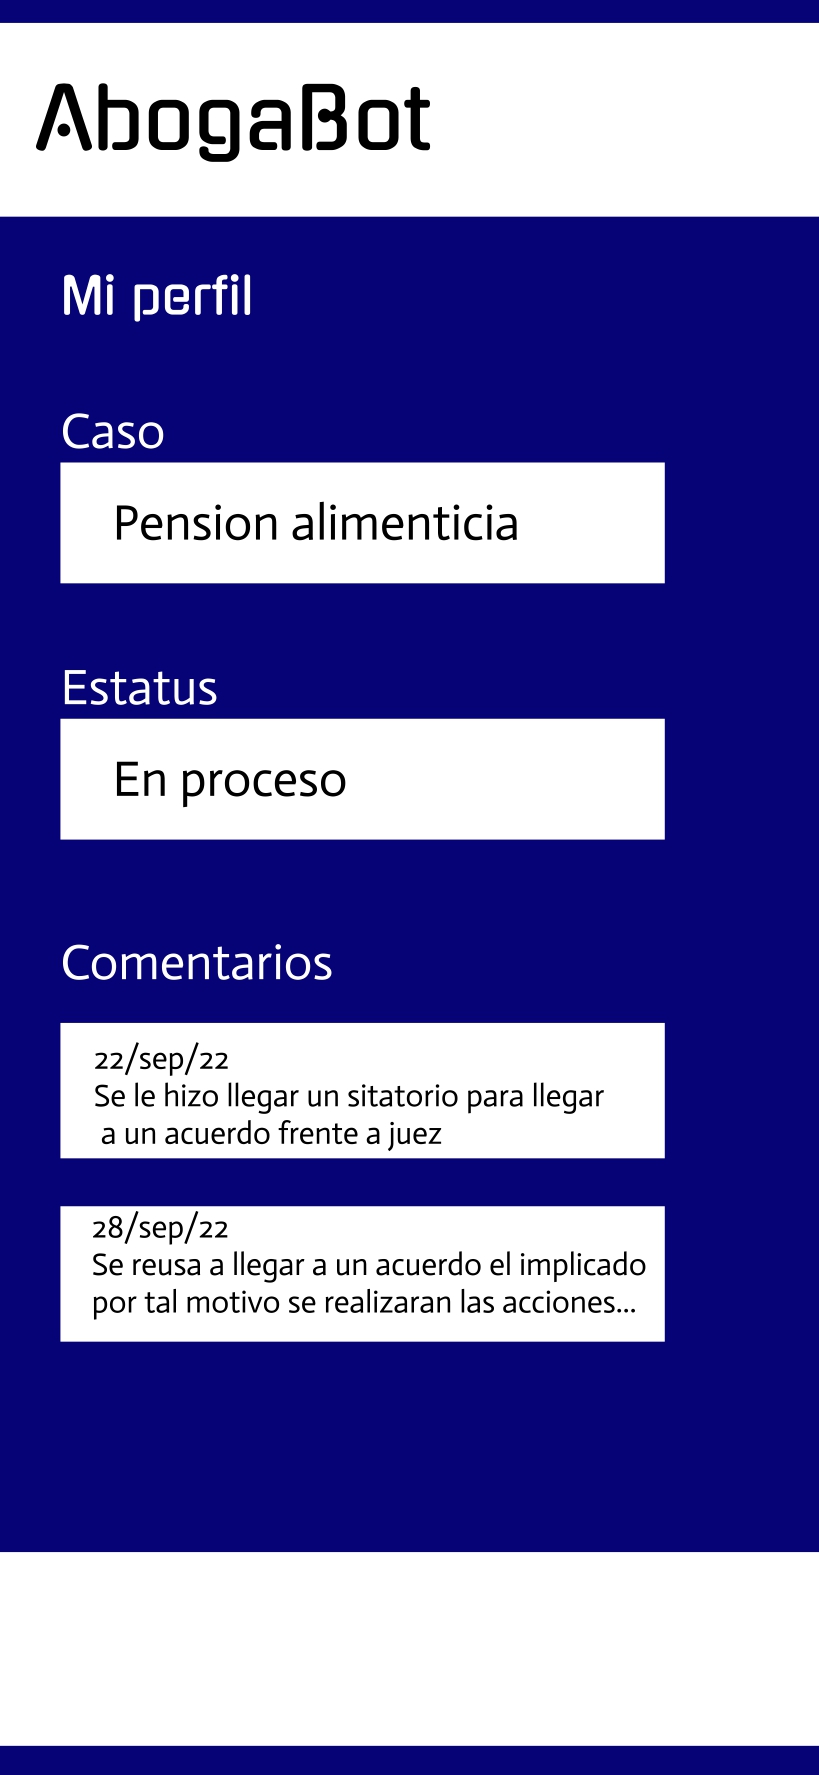 AbogaBot
Mi perfil
Caso
Pension alimenticia
Estatus
En proceso
Comentarios
22/sep/22
Se le hizo llegar un sitatorio para llegar
a un acuerdo frente a juez
28/sep/22
Se reusa a llegar a un acuerdo el implicado
por tal motivo se realizaran las acciones...